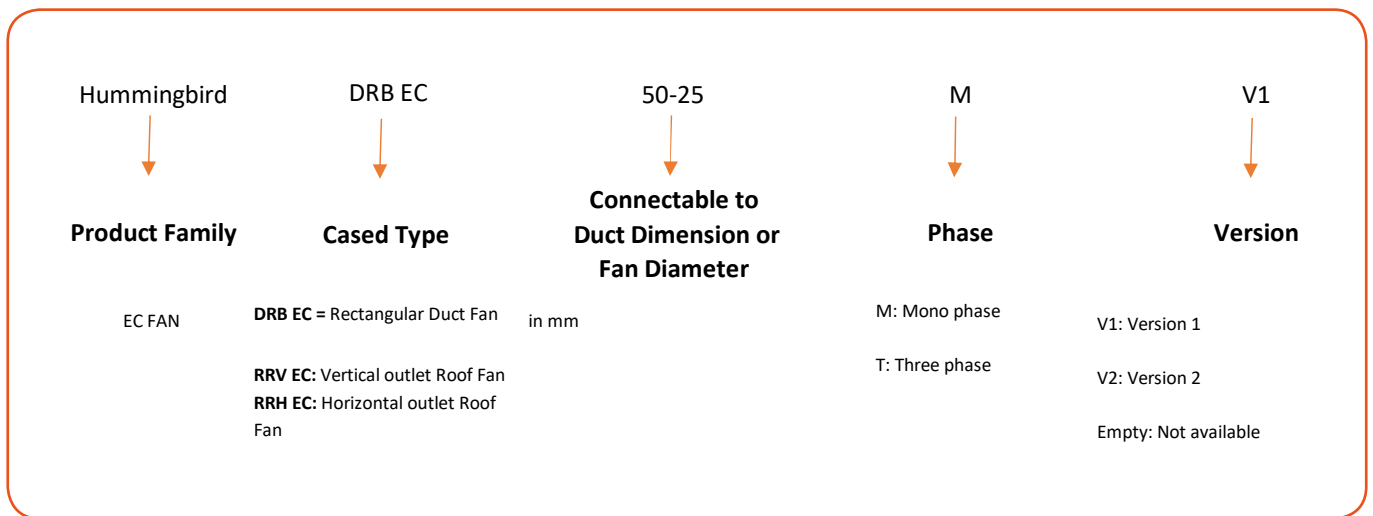 Hummingbird
DRB EC
50-25
M
V1
Product Family
Cased Type
Connectable to
Duct Dimension or
Fan Diameter
Phase
Version
EC FAN
DRB EC = Rectangular Duct Fan
RRV EC: Vertical outlet Roof Fan
RRH EC: Horizontal outlet Roof
Fan
in mm
M: Mono phase
T: Three phase
V1: Version 1
V2: Version 2
Empty: Not available